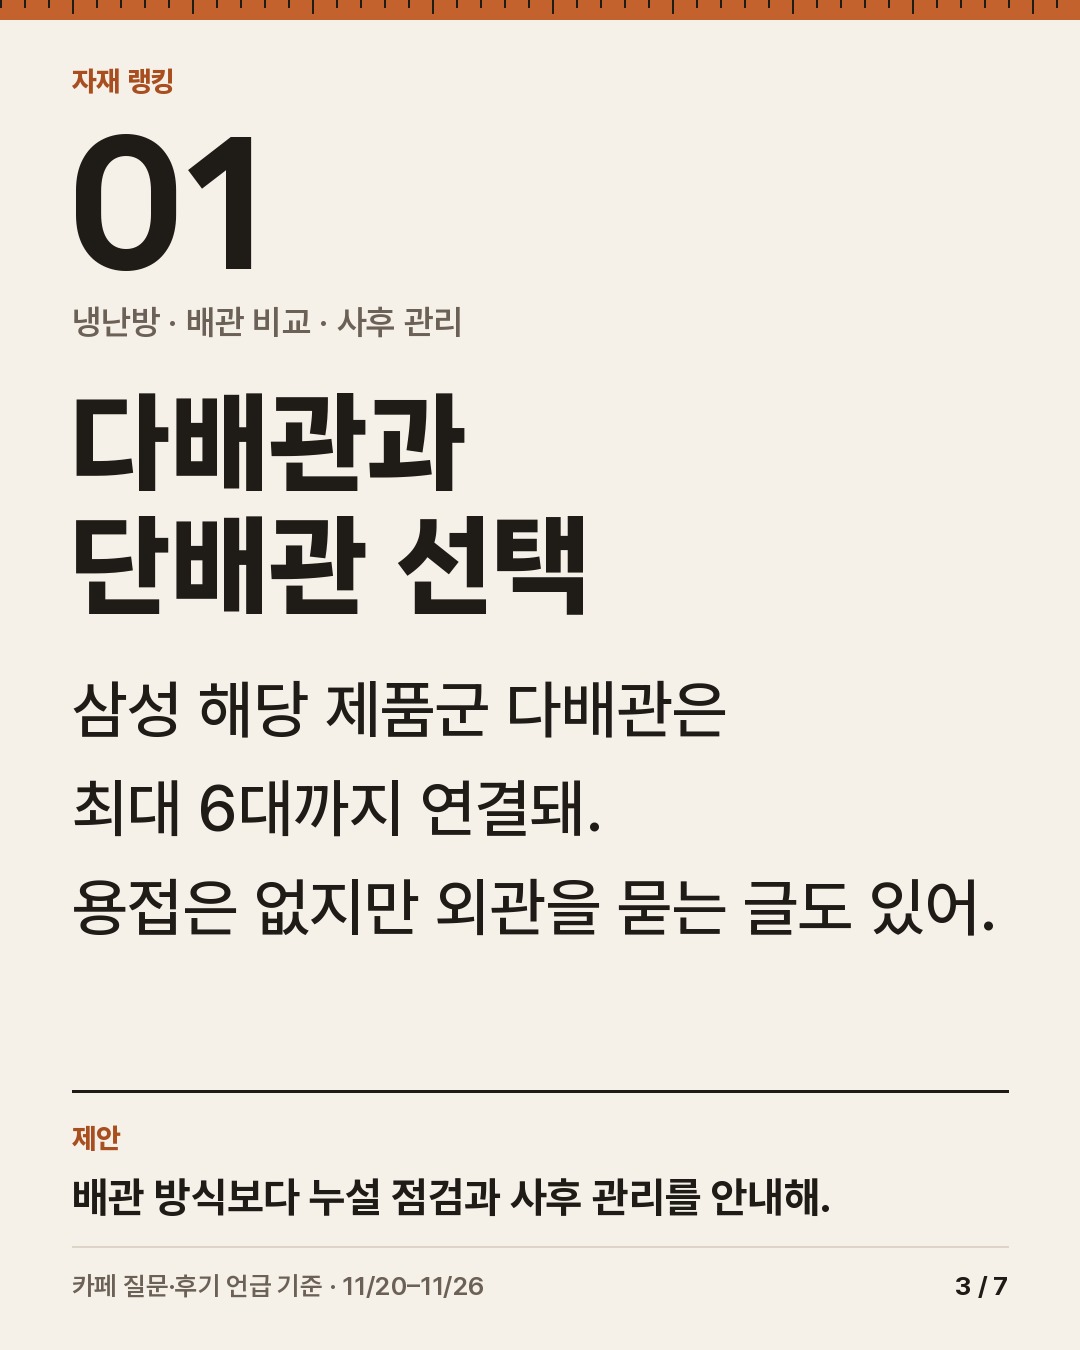 자재 랭킹
01
냉난방 · 배관 비교 · 사후 관리
다배관과
단배관 선택
삼성 해당 제품군 다배관은
최대 6대까지 연결돼.
용접은 없지만 외관을 묻는 글도 있어.
제안
배관 방식보다 누설 점검과 사후 관리를 안내해.
카페 질문·후기 언급 기준 · 11/20–11/26
3 / 7